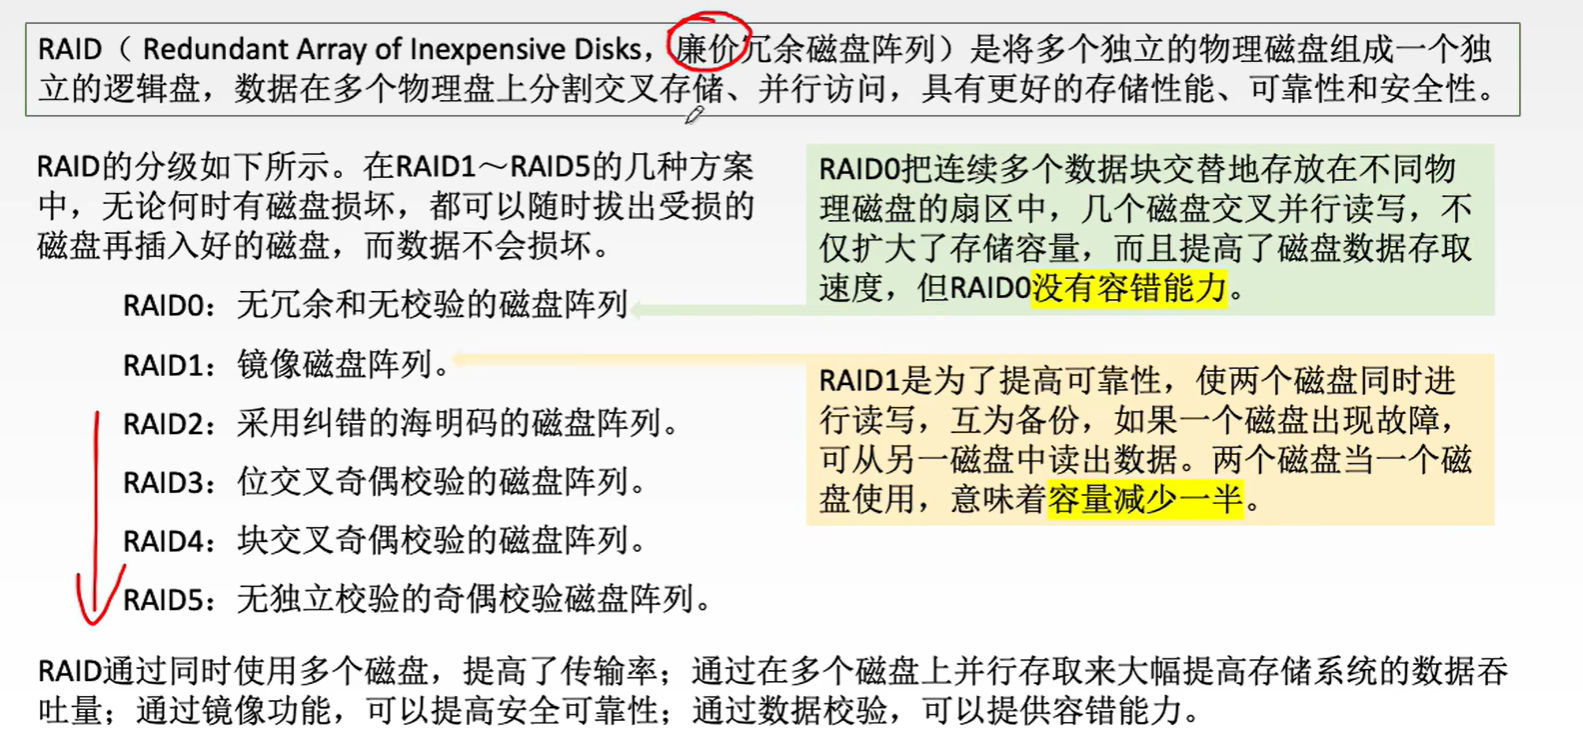 RAID（ Redundant Array of Inexpensive Disks，廉价冗余磁盘阵列）是将多个独立的物理磁盘组成一个独
立的逻辑盘，数据在多个物理盘上分割交叉存储、并行访问，具有更好的存储性能、可靠性和安全性。
RAID的分级如下所示。在RAID1～RAID5的几种方案
中，无论何时有磁盘损坏，都可以随时拔出受损的
磁盘再插入好的磁盘，而数据不会损坏。
RAID0：无冗余和无校验的磁盘阵列
RAID1：镜像磁盘阵列。
RAID2：采用纠错的海明码的磁盘阵列。
RAID3：位交叉奇偶校验的磁盘阵列。
RAID4：块交叉奇偶校验的磁盘阵列。
RAID5：无独立校验的奇偶校验磁盘阵列。
RAID0把连续多个数据块交替地存放在不同物
理磁盘的扇区中，几个磁盘交叉并行读写，不
仅扩大了存储容量，而且提高了磁盘数据存取
速度，但RAID0没有容错能力。
RAID1是为了提高可靠性，使两个磁盘同时进
行读写，互为备份，如果一个磁盘出现故障，
可从另一磁盘中读出数据。两个磁盘当一个磁
盘使用，意味着容量减少一半。
RAID通过同时使用多个磁盘，提高了传输率；通过在多个磁盘上并行存取来大幅提高存储系统的数据吞
吐量；通过镜像功能，可以提高安全可靠性；通过数据校验，可以提供容错能力。